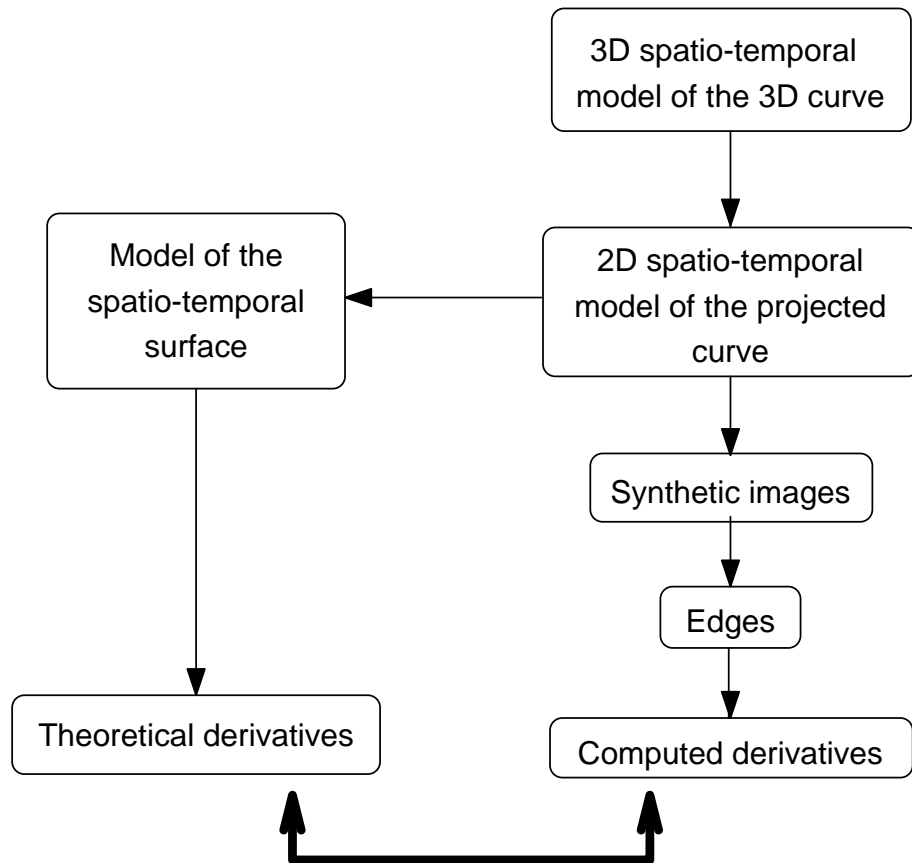 3D spatio-temporal
model of the 3D curve
Model of the
spatio-temporal
surface
2D spatio-temporal
model of the projected
curve
Synthetic images
Edges
Theoretical derivatives
Computed derivatives